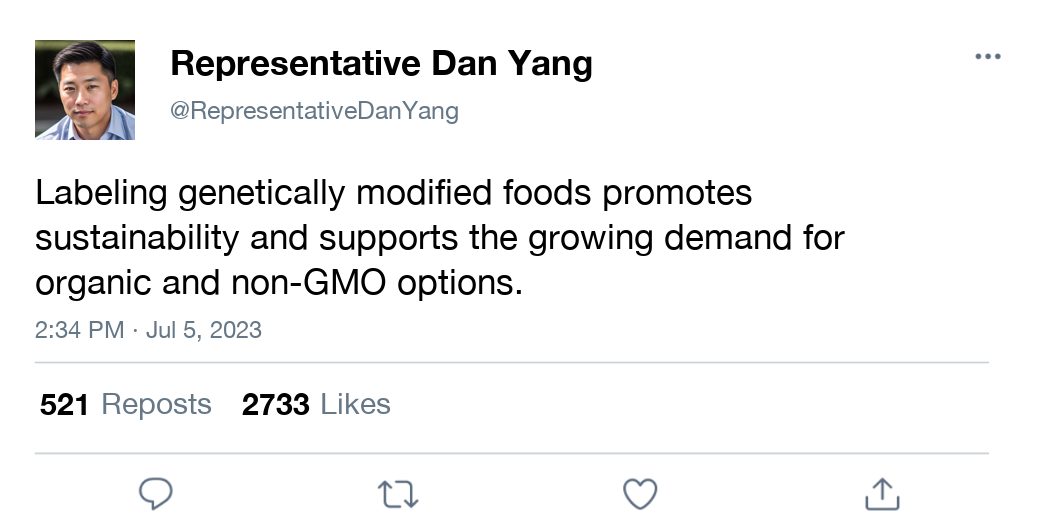 Representative Dan Yang
@RepresentativeDanYang
Labeling genetically modified foods promotes
sustainability and supports the growing demand for
organic and non-GMO options.
2:34 PM · Jul 5, 2023
521 Reposts 2733 Likes